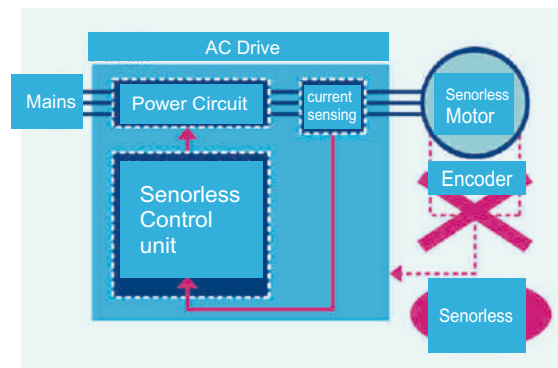 AC Drive
Mains
Power Circuit
current
sensing
Senorless
Motor
Encoder
Senorless
Control
unit
Senorless